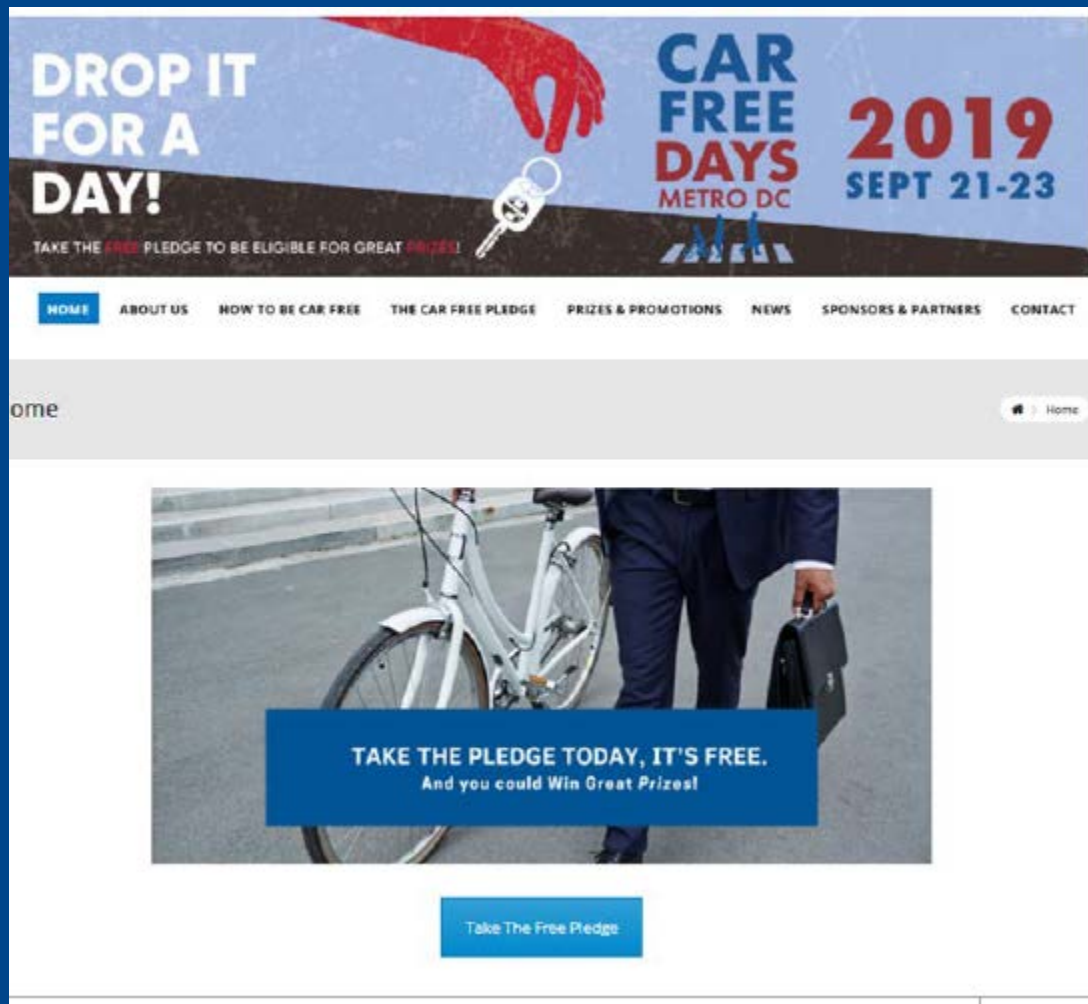 DROP IT
FOR A
DAY!
TAKE THE FREE PLEDGE TO BE ELIGIBLE FOR GREAT PRIZES!
CAR
FREE
DAYS
METRO DC
2019
SEPT 21-23
HOME ABOUT US HOW TO BE CAR FREE THE CAR FREE PLEDGE PRIZES & PROMOTIONS NEWS SPONSORS & PARTNERS CONTACT
ome
Home
TAKE THE PLEDGE TODAY, IT'S FREE.
And you could Win Great Prizes!
Take The Free Pledge